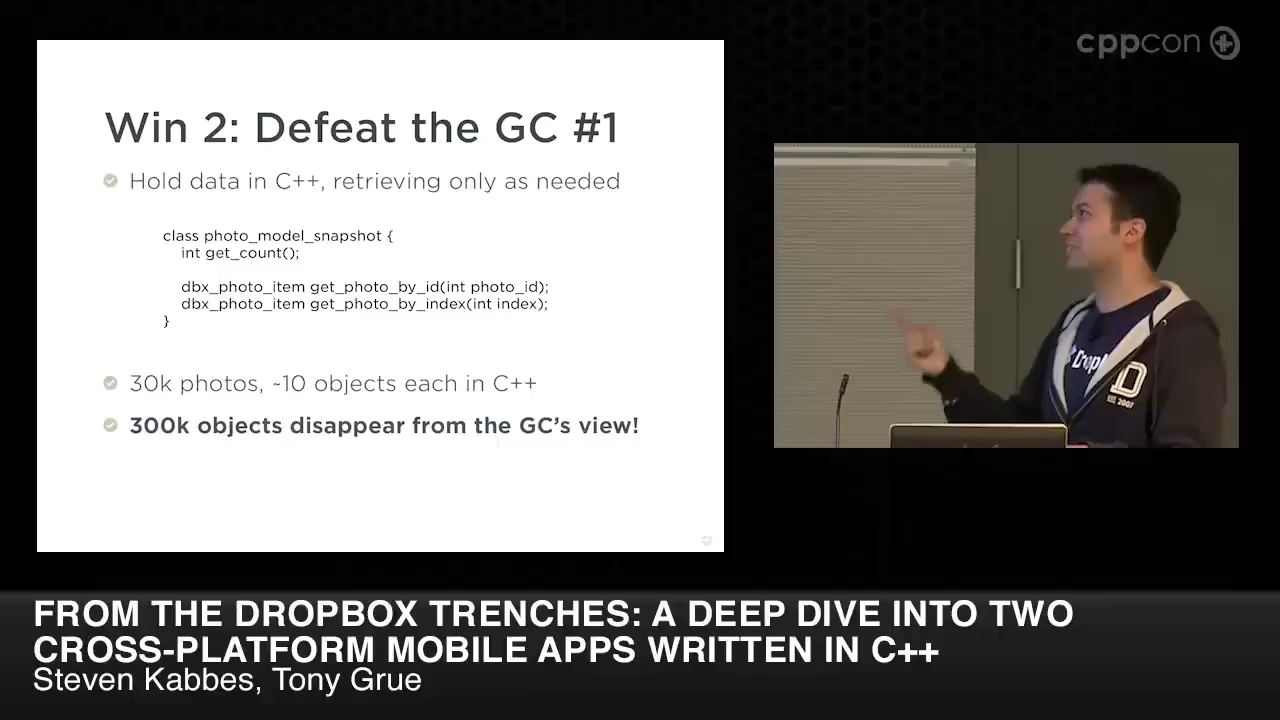 cppcon
Win 2: Defeat the GC #1
Hold data in C++, retrieving only as needed
class photo_model_snapshot {
int get_count();
dbx_photo_item get_photo_by_id(int photo_id);
dbx_photo_item get_photo_by_index(int index);
}
30k photos, ~10 objects each in C++
300k objects disappear from the GC's view!
D
EST. 2007
FROM THE DROPBOX TRENCHES: A DEEP DIVE INTO TWO
CROSS-PLATFORM MOBILE APPS WRITTEN IN C++
Steven Kabbes, Tony Grue